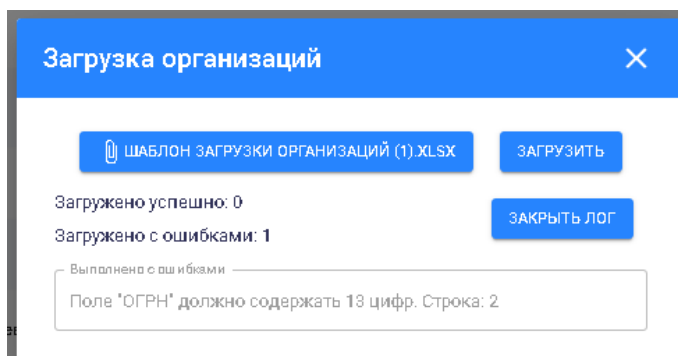 Загрузка организаций
ШАБЛОН ЗАГРУЗКИ ОРГАНИЗАЦИЙ (1).XLSX
ЗАГРУЗИТЬ
Загружено успешно: 0
ЗАКРЫТЬ ЛОГ
Загружено с ошибками: 1
Выполнено с ошибками
Поле "ОГРН" должно содержать 13 цифр. Строка: 2